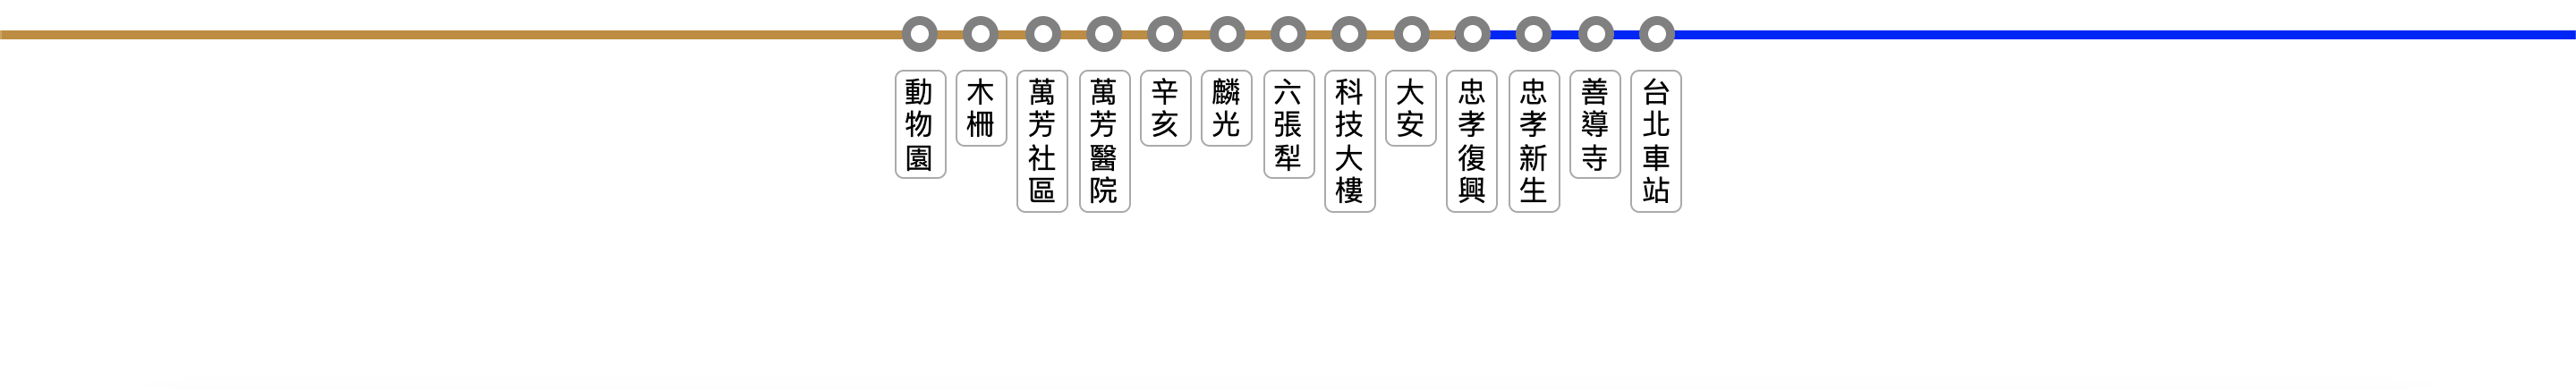 動物園
木柵
萬芳社區
萬芳醫院
辛亥
麟光
六張犁
科技大樓
大安
忠孝復興
忠孝新生
善導寺
台北車站